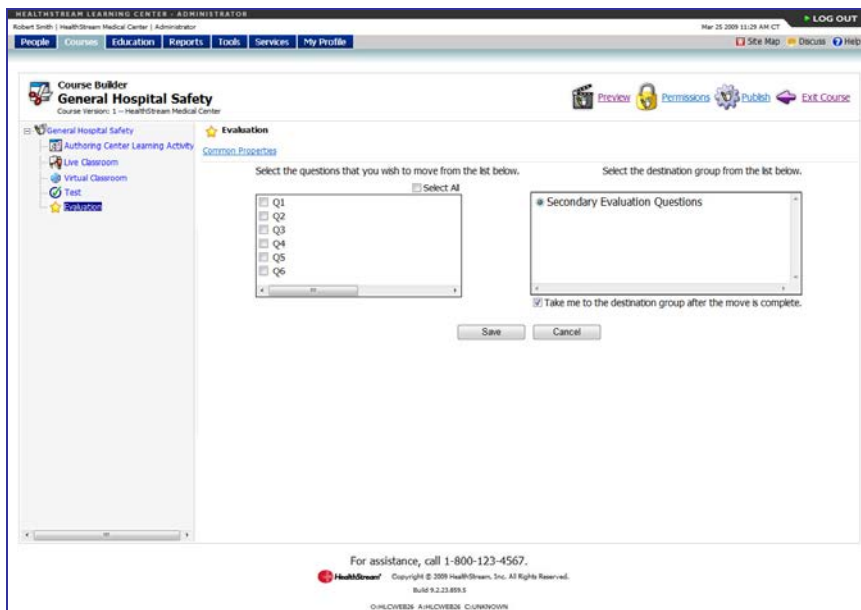 HEALTHSTREAM LEARNING CENTER - ADMINISTRATOR
LOG OUT
Robert Smith | HealthStream Medical Center | Administrator
Mar 25 2009 11:29 AM CT
People Courses Education Reports Tools Services My Profile
Site Map Discuss Help
Course Builder
General Hospital Safety
Course Version: 1 -- HealthStream Medical Center
Preview Permissions Publish Exit Course
General Hospital Safety
Authoring Center Learning Activity
Live Classroom
Virtual Classroom
Test
Evaluation
Evaluation
Common Properties
Select the questions that you wish to move from the list below.
Select All
Q1
Q2
Q3
Q4
Q5
Q6
Select the destination group from the list below.
Secondary Evaluation Questions
Take me to the destination group after the move is complete.
Save Cancel
For assistance, call 1-800-123-4567.
HealthStream Copyright © 2009 HealthStream, Inc. All Rights Reserved.
Build 9.2.23.859.5
O:HLCWEB26 A:HLCWEB26 C:UNKNOWN